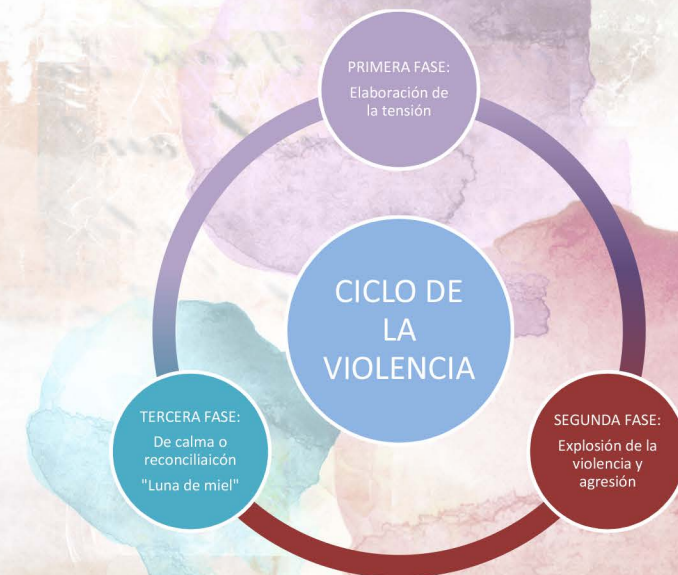 PRIMERA FASE:
Elaboración de
la tensión
CICLO DE
LA
VIOLENCIA
TERCERA FASE:
De calma o
reconciliaicón
"Luna de miel"
SEGUNDA FASE:
Explosión de la
violencia y
agresión